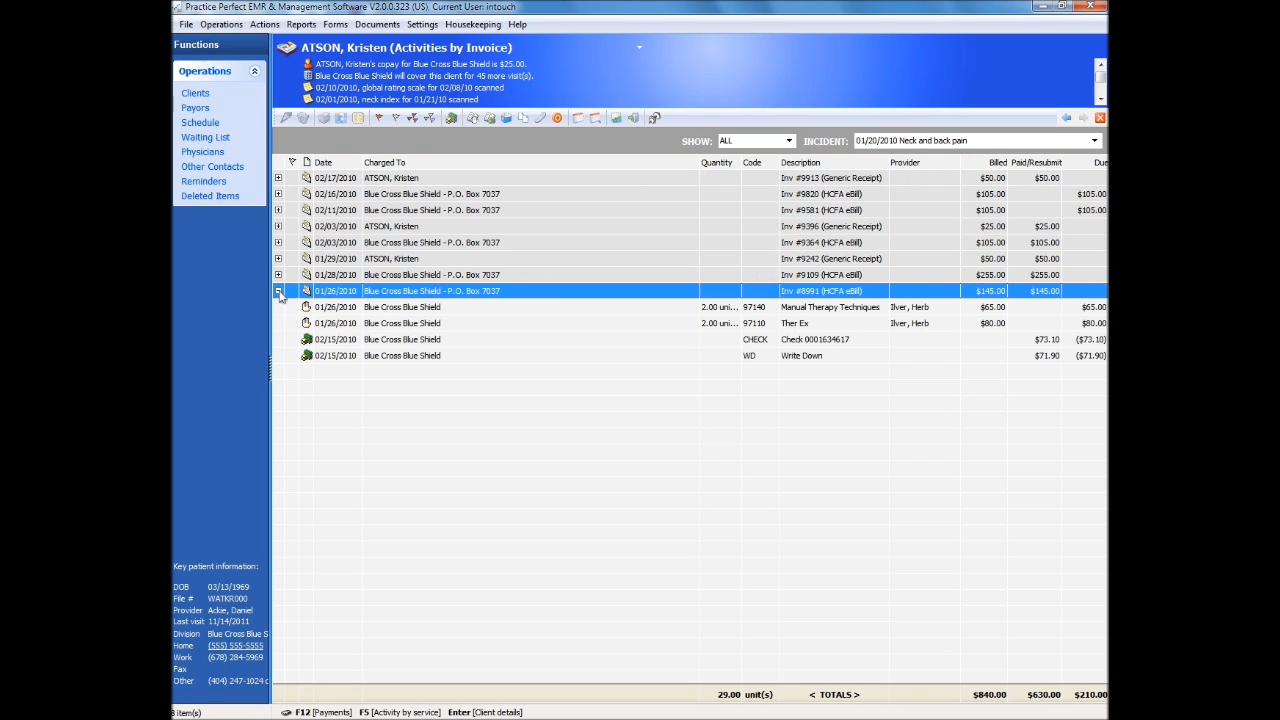 Practice Perfect EMR & Management Software V2.0.0.323 (US), Current User: intouch
File Operations Actions Reports Forms Documents Settings Housekeeping Help
Functions
Operations
Clients
Payors
Schedule
Waiting List
Physicians
Other Contacts
Reminders
Deleted Items
Key patient information:
DOB 03/13/1969
File # WATKR000
Provider Ackie, Daniel
Last visit 11/14/2011
Division Blue Cross Blue S
Home (555) 555-5555
Work (678) 284-5969
Fax
Other (404) 247-1024 c
ATSON, Kristen (Activities by Invoice)
ATSON, Kristen's copay for Blue Cross Blue Shield is $25.00.
Blue Cross Blue Shield will cover this client for 45 more visit(s).
02/10/2010, global rating scale for 02/08/10 scanned
02/01/2010, neck index for 01/21/10 scanned
SHOW: ALL INCIDENT: 01/20/2010 Neck and back pain
Date Charged To Quantity Code Description Provider Billed Paid/Resubmit Due
02/17/2010 ATSON, Kristen Inv #9913 (Generic Receipt) $50.00 $50.00
02/16/2010 Blue Cross Blue Shield - P.O. Box 7037 Inv #9820 (HCFA eBill) $105.00 $105.00
02/11/2010 Blue Cross Blue Shield - P.O. Box 7037 Inv #9581 (HCFA eBill) $105.00 $105.00
02/03/2010 ATSON, Kristen Inv #9396 (Generic Receipt) $25.00 $25.00
02/03/2010 Blue Cross Blue Shield - P.O. Box 7037 Inv #9364 (HCFA eBill) $105.00 $105.00
01/29/2010 ATSON, Kristen Inv #9242 (Generic Receipt) $50.00 $50.00
01/28/2010 Blue Cross Blue Shield - P.O. Box 7037 Inv #9109 (HCFA eBill) $255.00 $255.00
01/26/2010 Blue Cross Blue Shield - P.O. Box 7037 Inv #8991 (HCFA eBill) $145.00 $145.00
01/26/2010 Blue Cross Blue Shield 2.00 uni... 97140 Manual Therapy Techniques Ilver, Herb $65.00 $65.00
01/26/2010 Blue Cross Blue Shield 2.00 uni... 97110 Ther Ex Ilver, Herb $80.00 $80.00
02/15/2010 Blue Cross Blue Shield CHECK Check 0001634617 $73.10 ($73.10)
02/15/2010 Blue Cross Blue Shield WD Write Down $71.90 ($71.90)
29.00 unit(s) < TOTALS > $840.00 $630.00 $210.00
8 item(s) F12 [Payments] F5 [Activity by service] Enter [Client details]